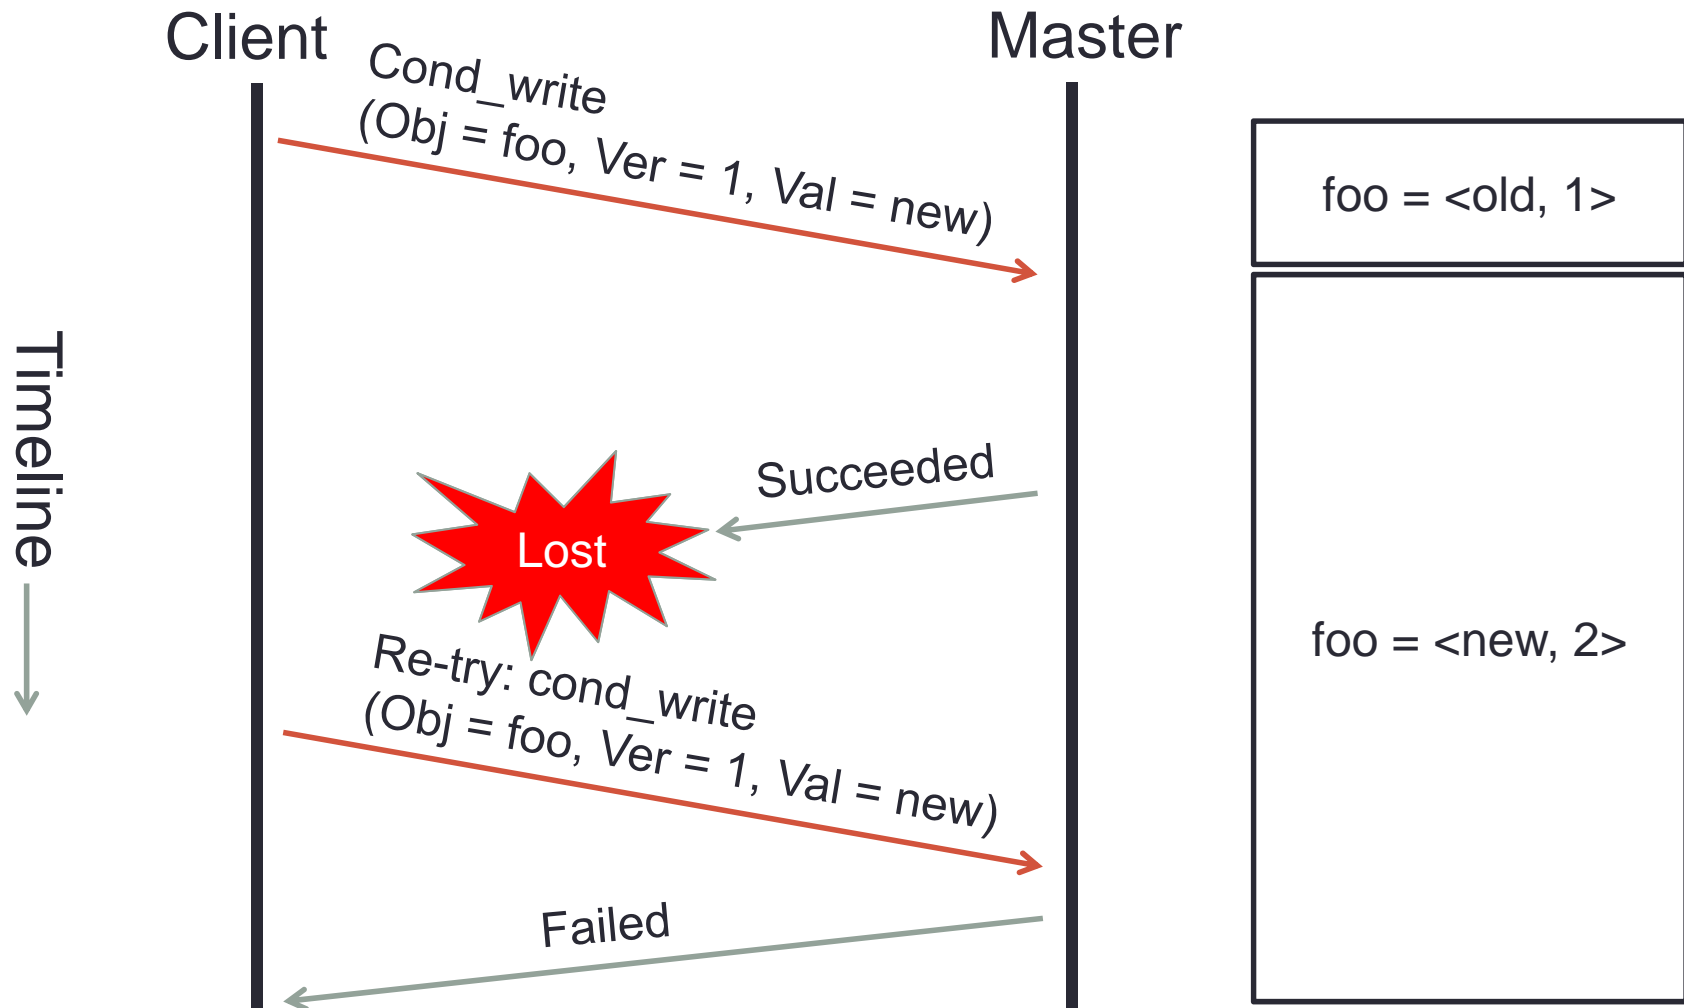 Client
Master
Cond_write
(Obj = foo, Ver = 1, Val = new)
foo = <old, 1>
Timeline
Succeeded
Lost
foo = <new, 2>
Re-try: cond_write
(Obj = foo, Ver = 1, Val = new)
Failed